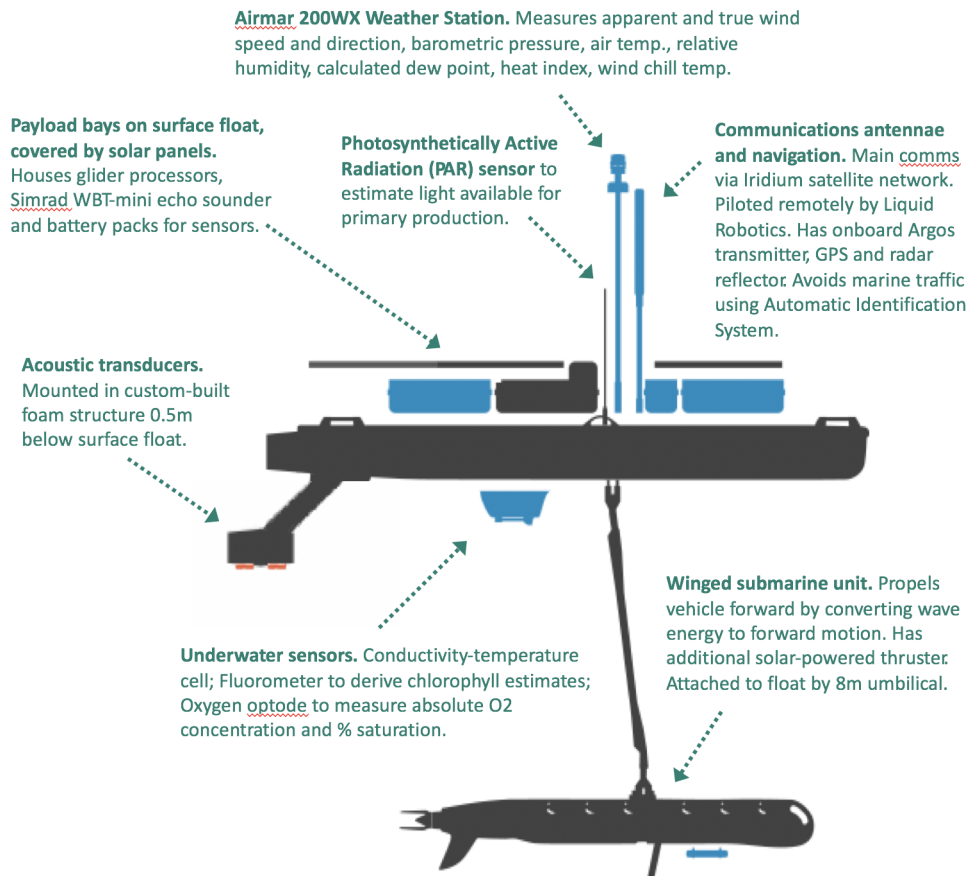 Airmar 200WX Weather Station. Measures apparent and true wind
speed and direction, barometric pressure, air temp., relative
humidity, calculated dew point, heat index, wind chill temp.
Payload bays on surface float,
covered by solar panels.
Houses glider processors,
Simrad WBT-mini echo sounder
and battery packs for sensors.
Photosynthetically Active
Radiation (PAR) sensor to
estimate light available for
primary production.
Communications antennae
and navigation. Main comms
via Iridium satellite network.
Piloted remotely by Liquid
Robotics. Has onboard Argos
transmitter, GPS and radar
reflector. Avoids marine traffic
using Automatic Identification
System.
Acoustic transducers.
Mounted in custom-built
foam structure 0.5m
below surface float.
Winged submarine unit. Propels
vehicle forward by converting wave
energy to forward motion. Has
additional solar-powered thruster.
Attached to float by 8m umbilical.
Underwater sensors. Conductivity-temperature
cell; Fluorometer to derive chlorophyll estimates;
Oxygen optode to measure absolute O2
concentration and % saturation.